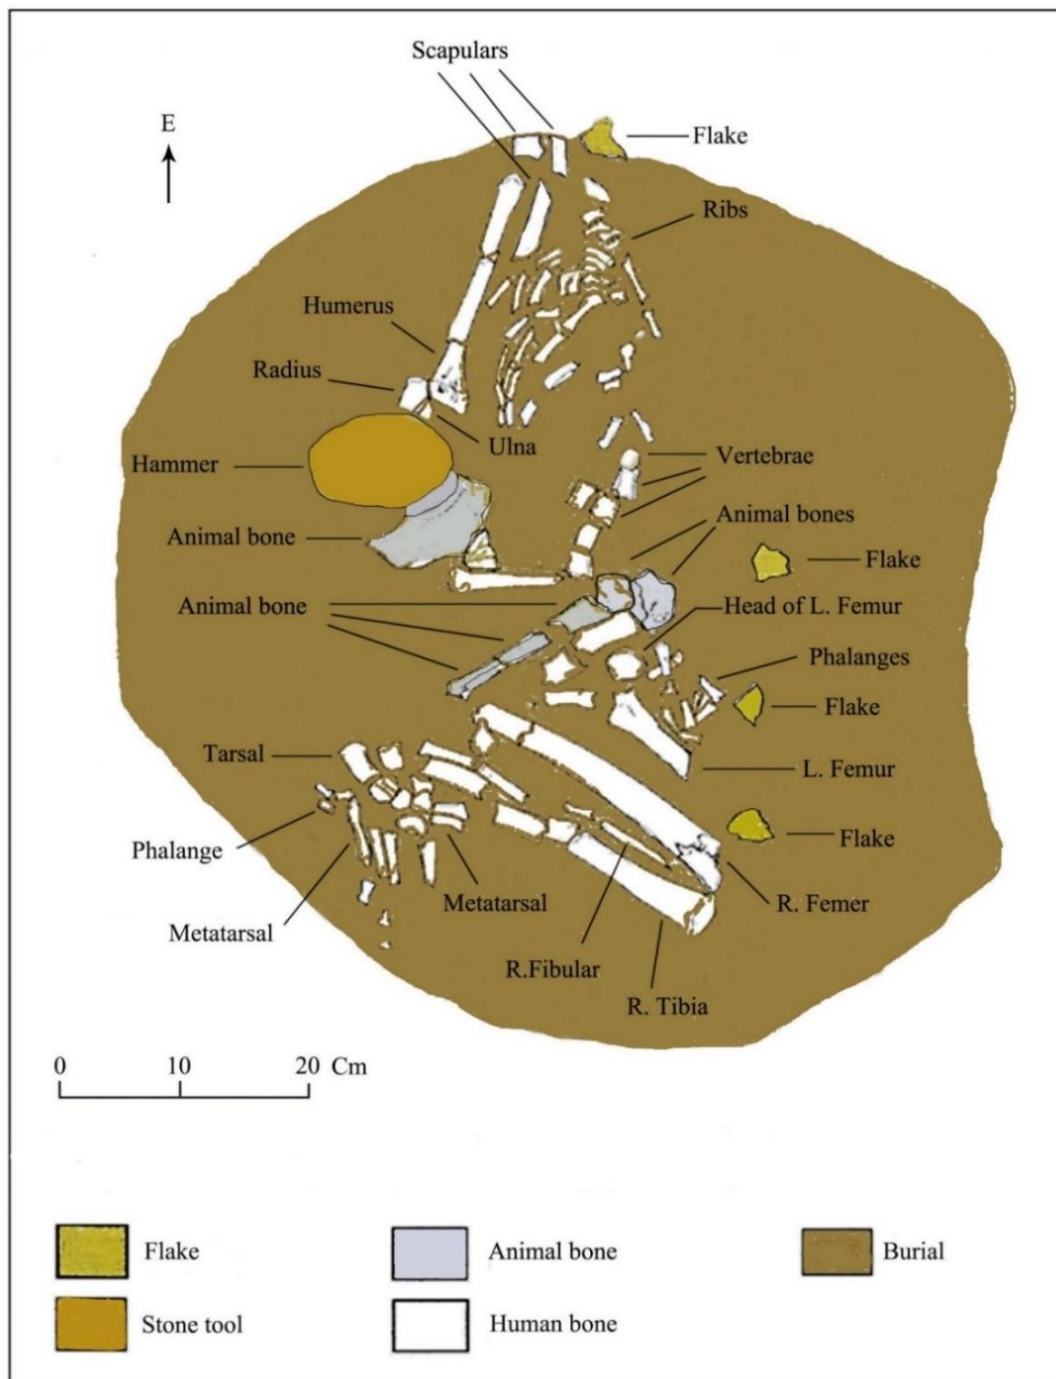 Scapulars
E
Flake
Ribs
Humerus
Radius
Ulna
Hammer
Vertebrae
Animal bones
Animal bone
Flake
Animal bone
Head of L. Femur
Phalanges
Flake
Tarsal
L. Femur
Flake
Phalange
Metatarsal
R. Femer
Metatarsal
R.Fibular
R. Tibia
0 10 20 Cm
Flake
Animal bone
Burial
Stone tool
Human bone